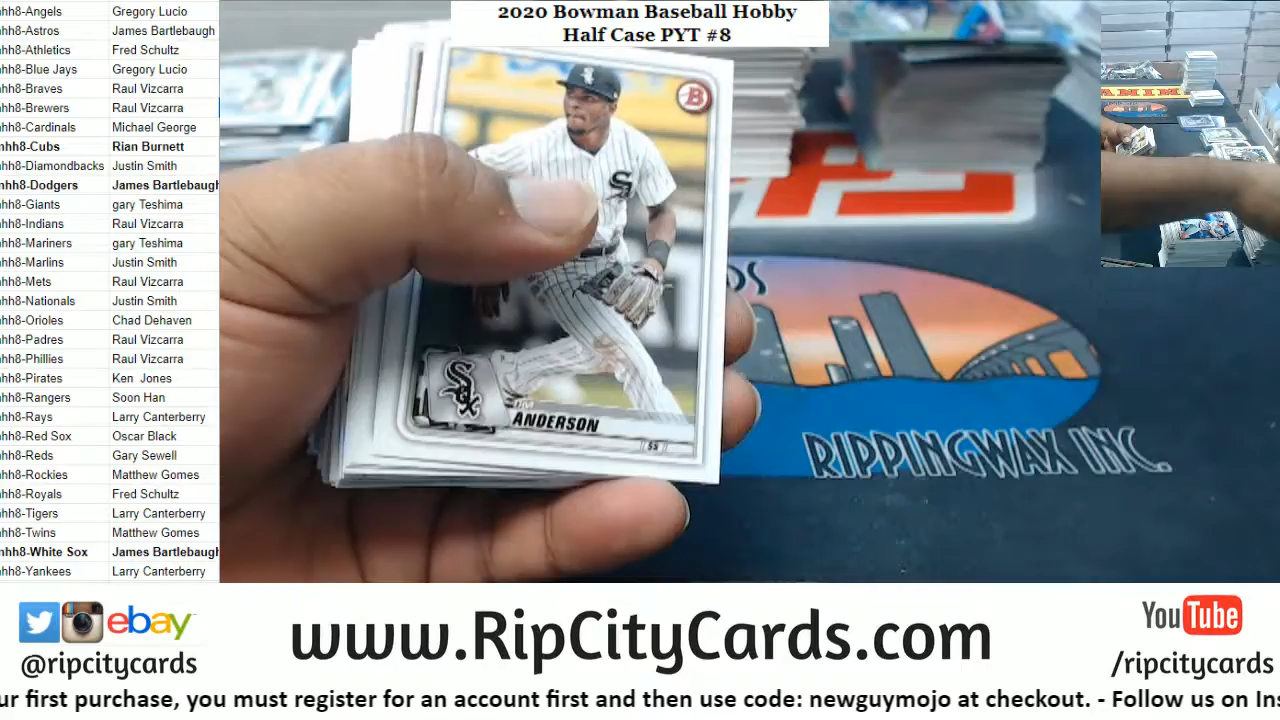 2020 Bowman Baseball Hobby
Half Case PYT #8
hh8-Angels Gregory Lucio
hh8-Astros James Bartlebaugh
hh8-Athletics Fred Schultz
hh8-Blue Jays Gregory Lucio
hh8-Braves Raul Vizcarra
hh8-Brewers Raul Vizcarra
hh8-Cardinals Michael George
hh8-Cubs Rian Burnett
hh8-Diamondbacks Justin Smith
hh8-Dodgers James Bartlebaugh
hh8-Giants gary Teshima
hh8-Indians Raul Vizcarra
hh8-Mariners gary Teshima
hh8-Marlins Justin Smith
hh8-Mets Raul Vizcarra
hh8-Nationals Justin Smith
hh8-Orioles Chad Dehaven
hh8-Padres Raul Vizcarra
hh8-Phillies Raul Vizcarra
hh8-Pirates Ken Jones
hh8-Rangers Soon Han
hh8-Rays Larry Canterberry
hh8-Red Sox Oscar Black
hh8-Reds Gary Sewell
hh8-Rockies Matthew Gomes
hh8-Royals Fred Schultz
hh8-Tigers Larry Canterberry
hh8-Twins Matthew Gomes
hh8-White Sox James Bartlebaugh
hh8-Yankees Larry Canterberry
B
Sox
Sox
TIM
ANDERSON
SS
DS
RIPPINGWAX INC.
PANINI
ebay
@ripcitycards
www.RipCityCards.com
YouTube
/ripcitycards
ur first purchase, you must register for an account first and then use code: newguymojo at checkout. - Follow us on Ins